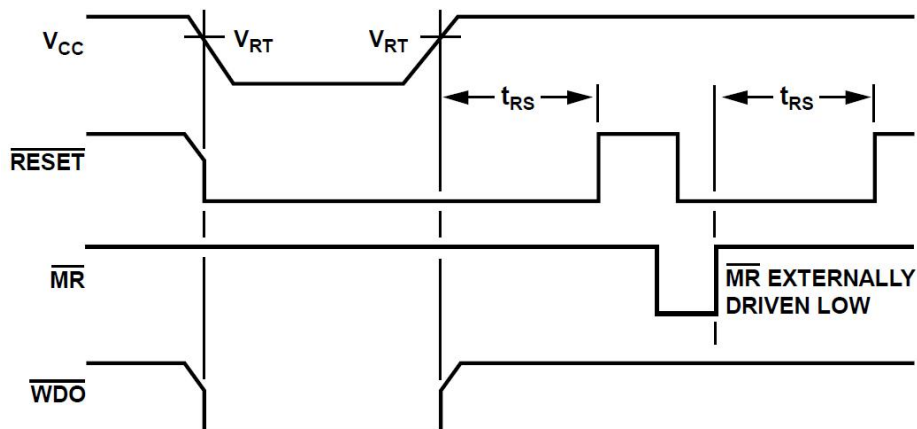 VCC
VRT
VRT
tRS
tRS
RESET
MR
MR EXTERNALLY
DRIVEN LOW
WDO